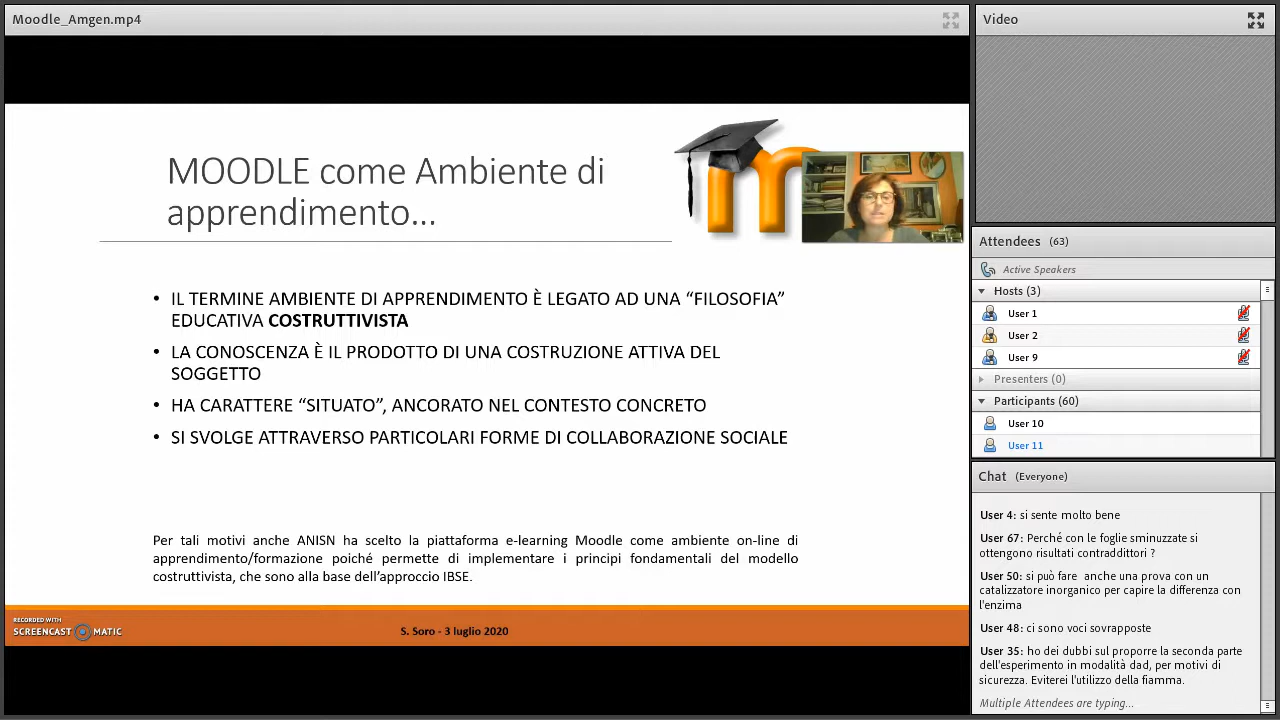 Moodle_Amgen.mp4
MOODLE come Ambiente di
apprendimento...
m
• IL TERMINE AMBIENTE DI APPRENDIMENTO È LEGATO AD UNA “FILOSOFIA”
EDUCATIVA COSTRUTTIVISTA
• LA CONOSCENZA È IL PRODOTTO DI UNA COSTRUZIONE ATTIVA DEL
SOGGETTO
• HA CARATTERE “SITUATO”, ANCORATO NEL CONTESTO CONCRETO
• SI SVOLGE ATTRAVERSO PARTICOLARI FORME DI COLLABORAZIONE SOCIALE
Per tali motivi anche ANISN ha scelto la piattaforma e-learning Moodle come ambiente on-line di
apprendimento/formazione poiché permette di implementare i principi fondamentali del modello
costruttivista, che sono alla base dell’approccio IBSE.
RECORDED WITH
SCREENCAST MATIC
S. Soro - 3 luglio 2020
Video
Attendees (63)
Active Speakers
Hosts (3)
User 1
User 2
User 9
Presenters (0)
Participants (60)
User 10
User 11
Chat (Everyone)
User 4: si sente molto bene
User 67: Perché con le foglie sminuzzate si
ottengono risultati contraddittori ?
User 50: si può fare anche una prova con un
catalizzatore inorganico per capire la differenza con
l'enzima
User 48: ci sono voci sovrapposte
User 35: ho dei dubbi sul proporre la seconda parte
dell'esperimento in modalità dad, per motivi di
sicurezza. Eviterei l'utilizzo della fiamma.
Multiple Attendees are typing...